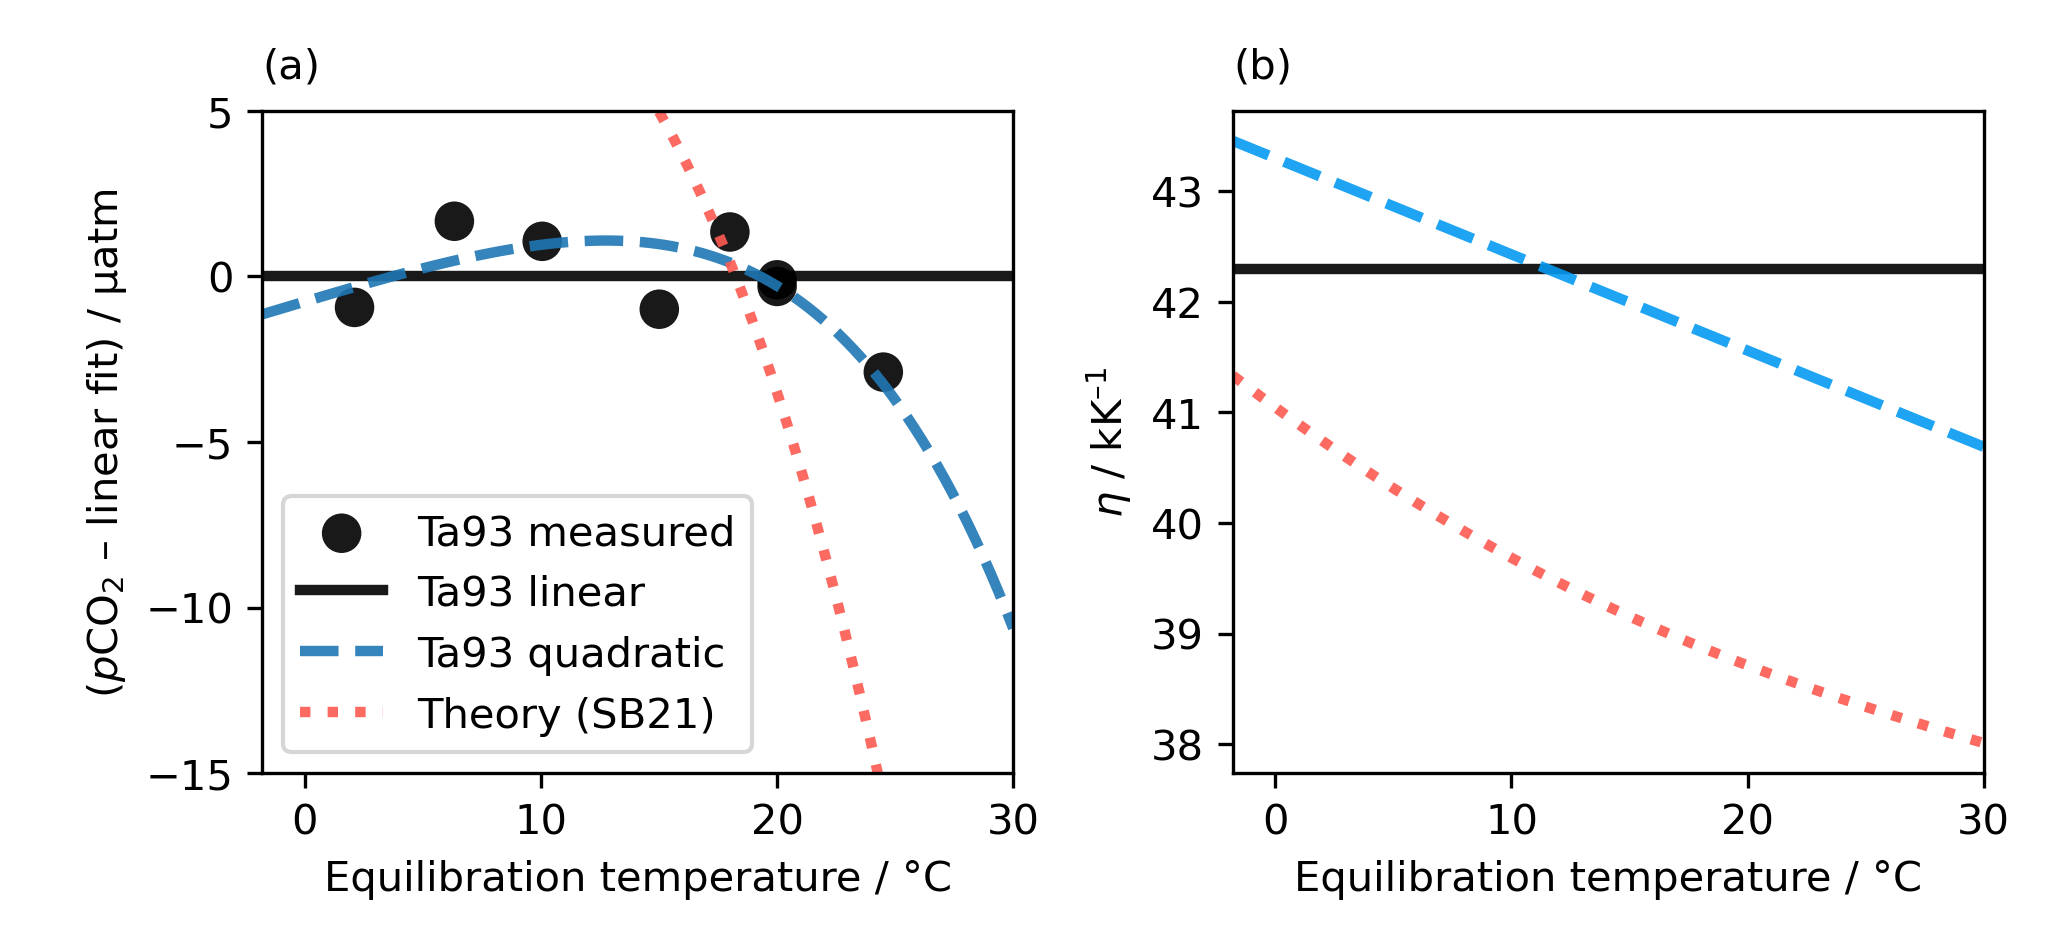 (a)
5
0
−5
−10
−15
(pCO₂ − linear fit) / μatm
Ta93 measured
Ta93 linear
Ta93 quadratic
Theory (SB21)
0 10 20 30
Equilibration temperature / °C
(b)
43
42
41
40
39
38
η / kK⁻¹
0 10 20 30
Equilibration temperature / °C